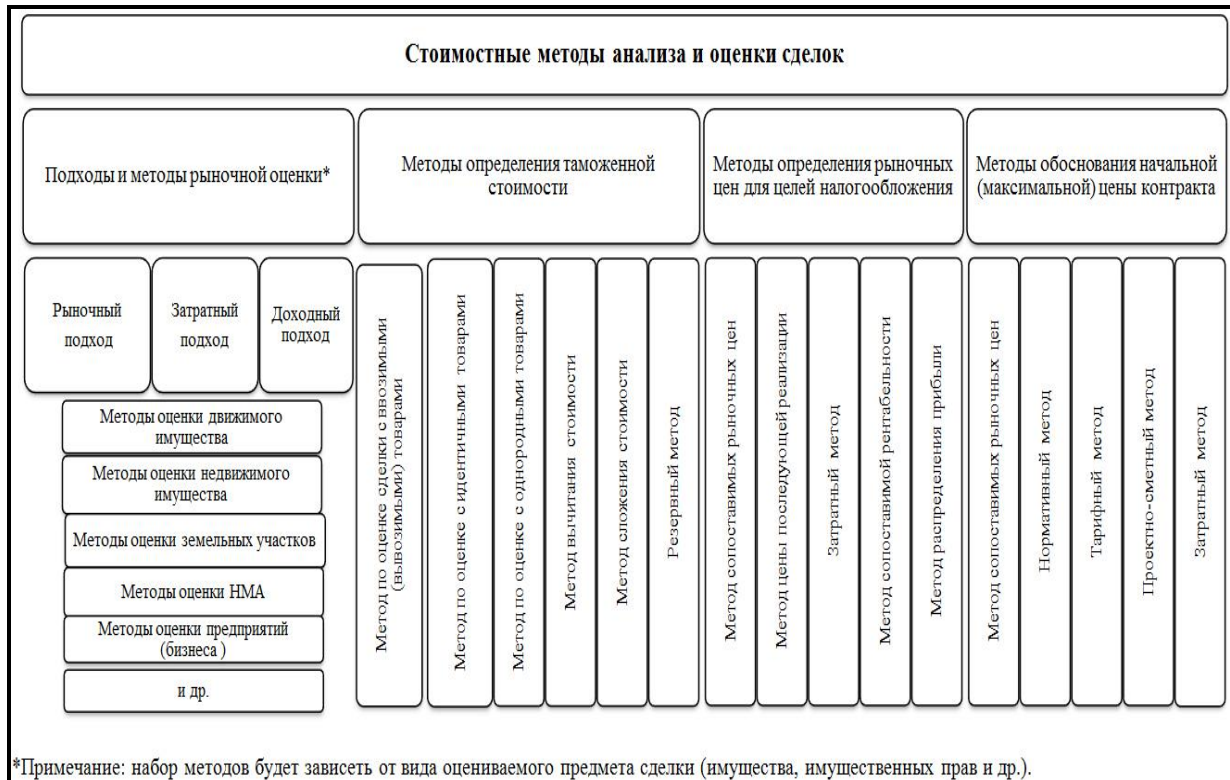 Стоимостные методы анализа и оценки сделок
Подходы и методы рыночной оценки*
Методы определения таможенной
стоимости
Методы определения рыночных
цен для целей налогообложения
Методы обоснования начальной
(максимальной) цены контракта
Рыночный
подход
Затратный
подход
Доходный
подход
Методы оценки движимого
имущества
Методы оценки недвижимого
имущества
Методы оценки земельных участков
Методы оценки НМА
Методы оценки предприятий
(бизнеса )
и др.
Метод по оценке сделки с ввозимыми
(вывозимыми) товарами
Метод по оценке с идентичными товарами
Метод по оценке с однородными товарами
Метод вычитания стоимости
Метод сложения стоимости
Резервный метод
Метод сопоставимых рыночных цен
Метод цены последующей реализации
Затратный метод
Метод сопоставимой рентабельности
Метод распределения прибыли
Метод сопоставимых рыночных цен
Нормативный метод
Тарифный метод
Проектно-сметный метод
Затратный метод
*Примечание: набор методов будет зависеть от вида оцениваемого предмета сделки (имущества, имущественных прав и др.).